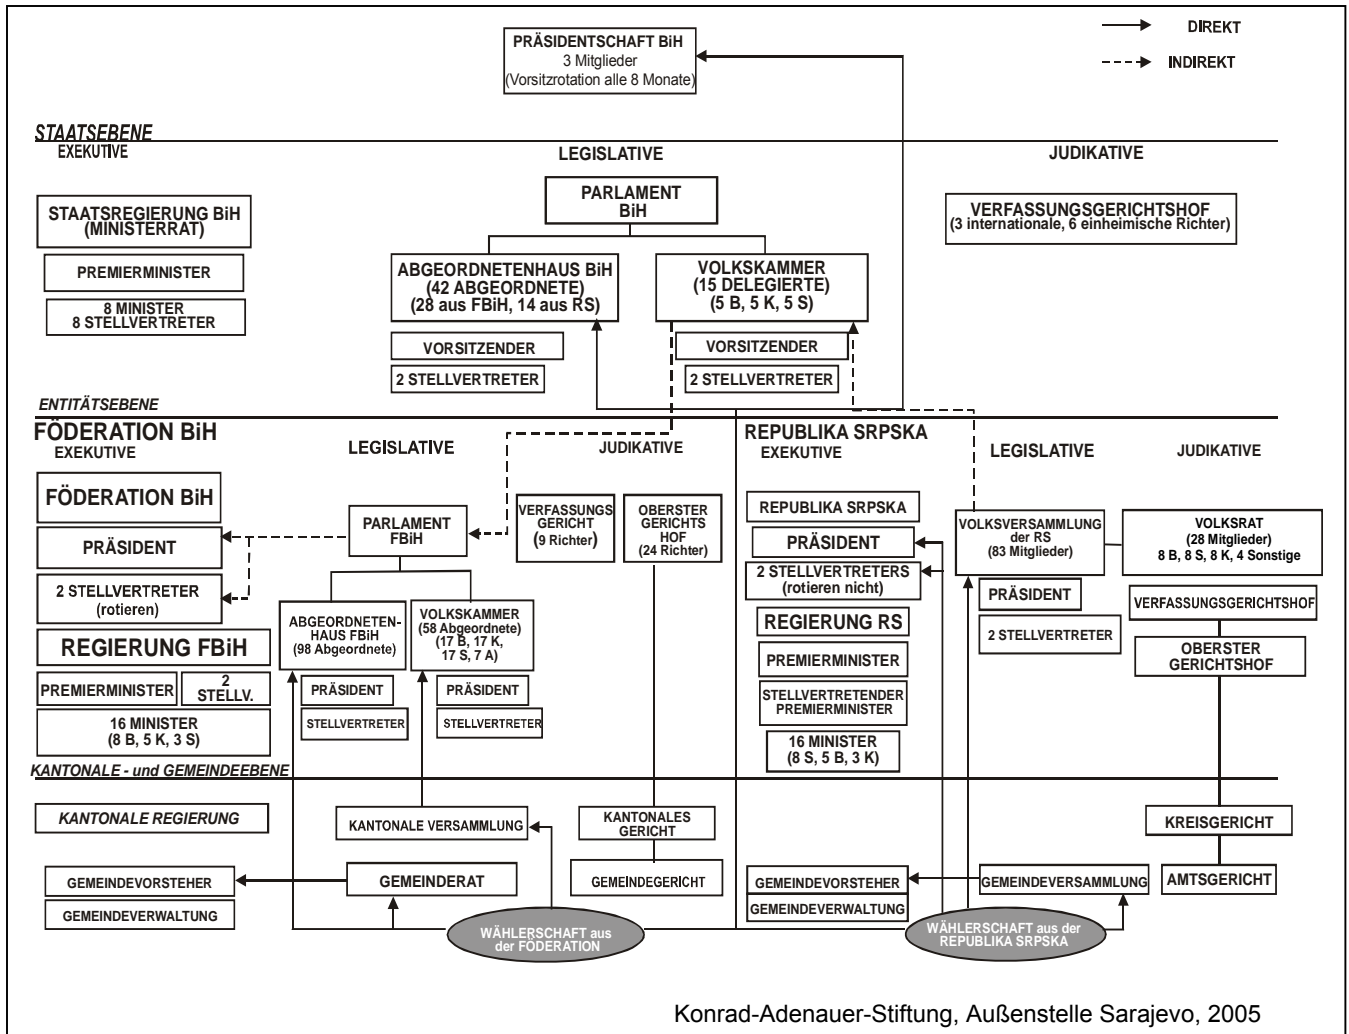 DIREKT
INDIREKT
PRÄSIDENTSCHAFT BiH
3 Mitglieder
(Vorsitzrotation alle 8 Monate)
STAATSEBENE
EXEKUTIVE
LEGISLATIVE
JUDIKATIVE
STAATSREGIERUNG BiH
(MINISTERRAT)
PREMIERMINISTER
8 MINISTER
8 STELLVERTRETER
PARLAMENT
BiH
ABGEORDNETENHAUS BiH
(42 ABGEORDNETE)
(28 aus FBiH, 14 aus RS)
VORSITZENDER
2 STELLVERTRETER
VOLKSKAMMER
(15 DELEGIERTE)
(5 B, 5 K, 5 S)
VORSITZENDER
2 STELLVERTRETER
VERFASSUNGSGERICHTSHOF
(3 internationale, 6 einheimische Richter)
ENTITÄTSEBENE
FÖDERATION BiH
EXEKUTIVE
LEGISLATIVE
JUDIKATIVE
FÖDERATION BiH
PRÄSIDENT
2 STELLVERTRETER
(rotieren)
REGIERUNG FBiH
PREMIERMINISTER
2
STELLV.
16 MINISTER
(8 B, 5 K, 3 S)
PARLAMENT
FBiH
ABGEORDNETEN-
HAUS FBiH
(98 Abgeordnete)
PRÄSIDENT
STELLVERTRETER
VOLKSKAMMER
(58 Abgeordnete)
(17 B, 17 K,
17 S, 7 A)
PRÄSIDENT
STELLVERTRETER
VERFASSUNGS
GERICHT
(9 Richter)
OBERSTER
GERICHTS
HOF
(24 Richter)
REPUBLIKA SRPSKA
EXEKUTIVE
LEGISLATIVE
JUDIKATIVE
REPUBLIKA SRPSKA
PRÄSIDENT
2 STELLVERTRETERS
(rotieren nicht)
REGIERUNG RS
PREMIERMINISTER
STELLVERTRETENDER
PREMIERMINISTER
16 MINISTER
(8 S, 5 B, 3 K)
VOLKSVERSAMMLUNG
der RS
(83 Mitglieder)
PRÄSIDENT
2 STELLVERTRETER
VOLKSRAT
(28 Mitglieder)
8 B, 8 S, 8 K, 4 Sonstige
VERFASSUNGSGERICHTSHOF
OBERSTER
GERICHTSHOF
KANTONALE - und GEMEINDEEBENE
KANTONALE REGIERUNG
KANTONALE VERSAMMLUNG
KANTONALES
GERICHT
KREISGERICHT
GEMEINDEVORSTEHER
GEMEINDEVERWALTUNG
GEMEINDERAT
GEMEINDEGERICHT
GEMEINDEVORSTEHER
GEMEINDEVERWALTUNG
GEMEINDEVERSAMMLUNG
AMTSGERICHT
WÄHLERSCHAFT aus
der FÖDERATION
WÄHLERSCHAFT aus der
REPUBLIKA SRPSKA
Konrad-Adenauer-Stiftung, Außenstelle Sarajevo, 2005